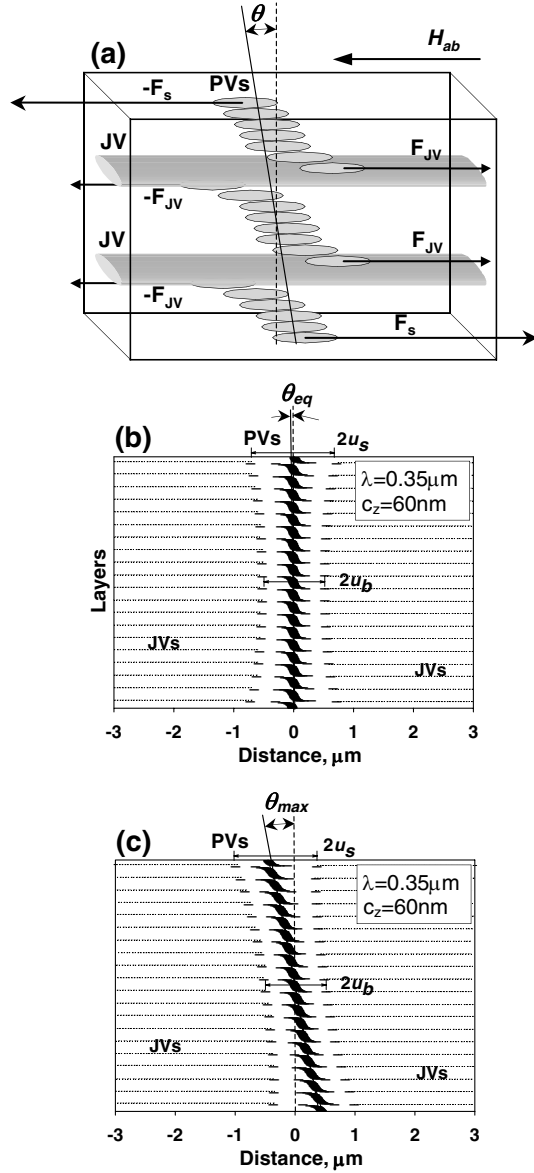 θ
(a)
H_ab
PVs
-F_s
JV
F_JV
-F_JV
JV
F_JV
-F_JV
F_s
θ_eq
(b)
PVs
2u_s
λ=0.35μm
c_z=60nm
2u_b
Layers
JVs
JVs
-3 -2 -1 0 1 2 3
Distance, μm
θ_max
(c)
PVs
2u_s
λ=0.35μm
c_z=60nm
2u_b
JVs
JVs
-3 -2 -1 0 1 2 3
Distance, μm